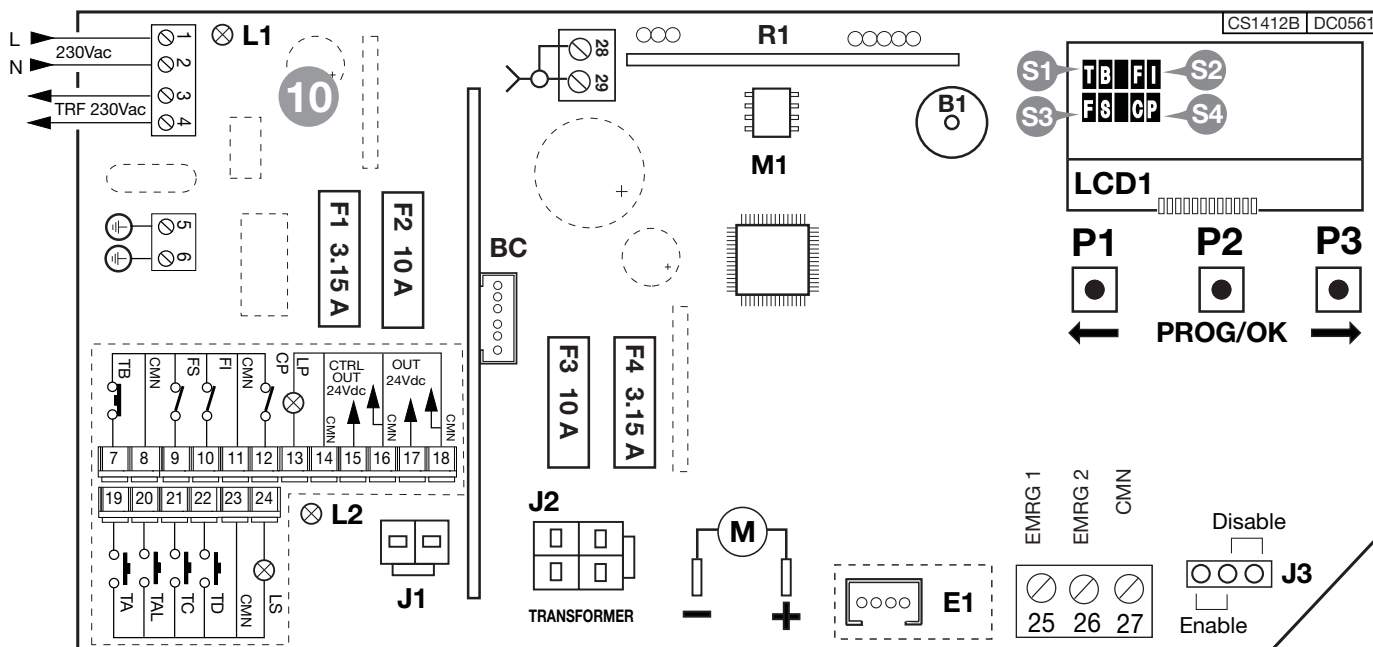 CS1412B DC0561
L 230Vac
N
TRF 230Vac
1
2
3
4
L1
10
28
29
R1
M1
B1
S1 TB FI S2
S3 FS CP S4
LCD1
P1 P2 P3
PROG/OK
5
6
F1 3.15 A
F2 10 A
BC
F3 10 A
F4 3.15 A
TB CMN FS FI CMN CP LP
CTRL OUT 24Vdc
OUT 24Vdc
CMN CMN CMN
7 8 9 10 11 12 13 14 15 16 17 18
19 20 21 22 23 24
TA TAL TC TD CMN LS
L2
J1
J2
TRANSFORMER
M
E1
EMRG 1
EMRG 2
CMN
25 26 27
Disable
J3
Enable